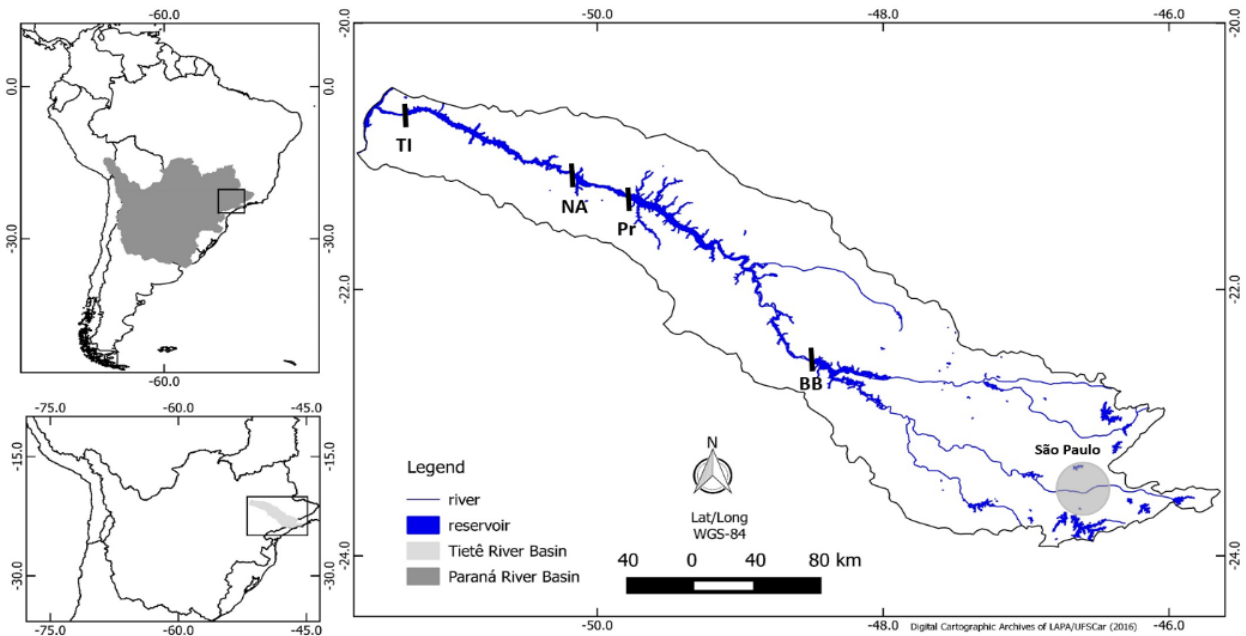 -60.0
0.0
0.0
-30.0
-30.0
-60.0
-75.0
-60.0
-45.0
-15.0
-15.0
-30.0
-30.0
-75.0
-60.0
-45.0
-50.0
-48.0
-46.0
-20.0
-20.0
TI
NA
Pr
-22.0
-22.0
BB
São Paulo
N
Lat/Long
WGS-84
Legend
river
reservoir
Tietê River Basin
Paraná River Basin
-24.0
-24.0
40
0
40
80 km
-50.0
-48.0
-46.0
Digital Cartographic Archives of LAPA/UFSCar (2016)